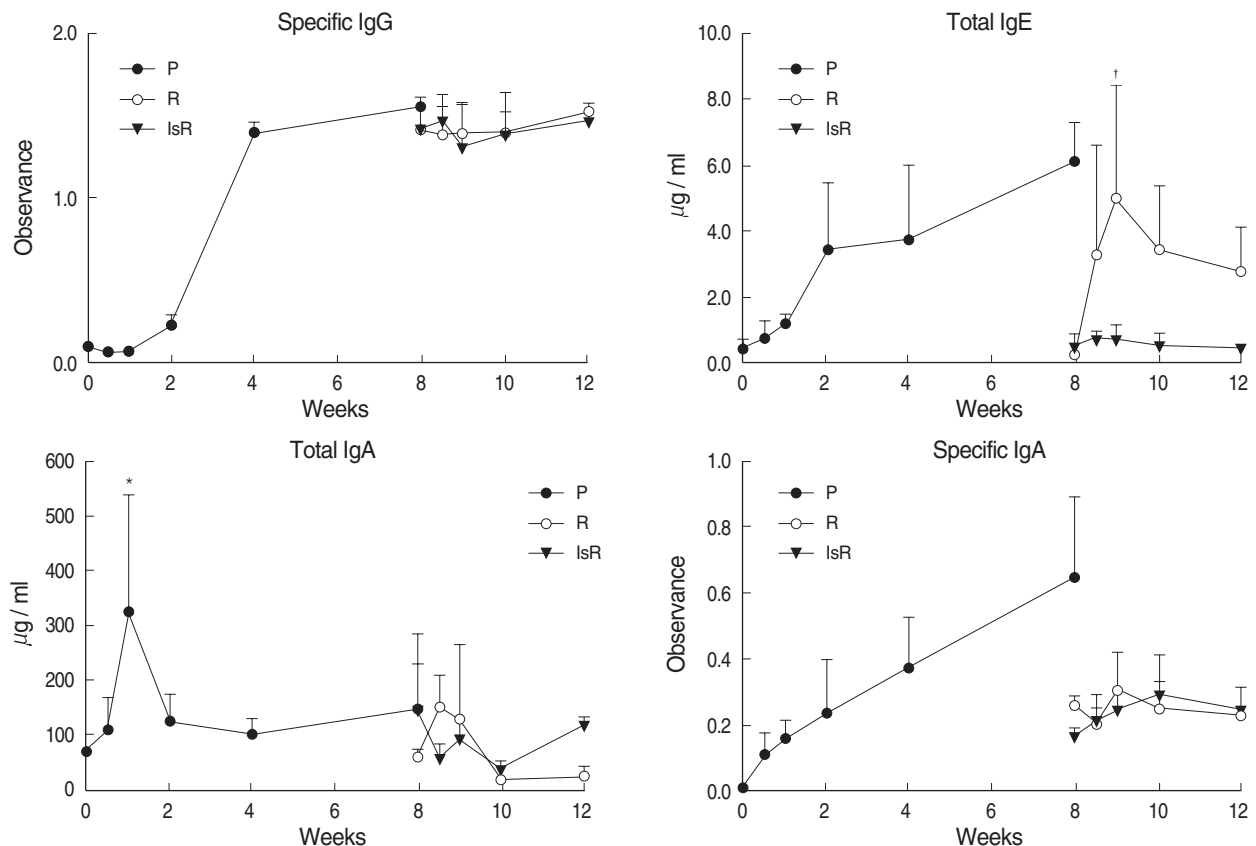 Specific IgG
2.0
1.0
0.0
Observance
P
R
IsR
0 2 4 6 8 10 12
Weeks
Total IgE
10.0
8.0
6.0
4.0
2.0
0.0
μg / ml
P
R
IsR
†
0 2 4 6 8 10 12
Weeks
Total IgA
600
500
400
300
200
100
0
μg / ml
*
P
R
IsR
0 2 4 6 8 10 12
Weeks
Specific IgA
1.0
0.8
0.6
0.4
0.2
0.0
Observance
P
R
IsR
0 2 4 6 8 10 12
Weeks